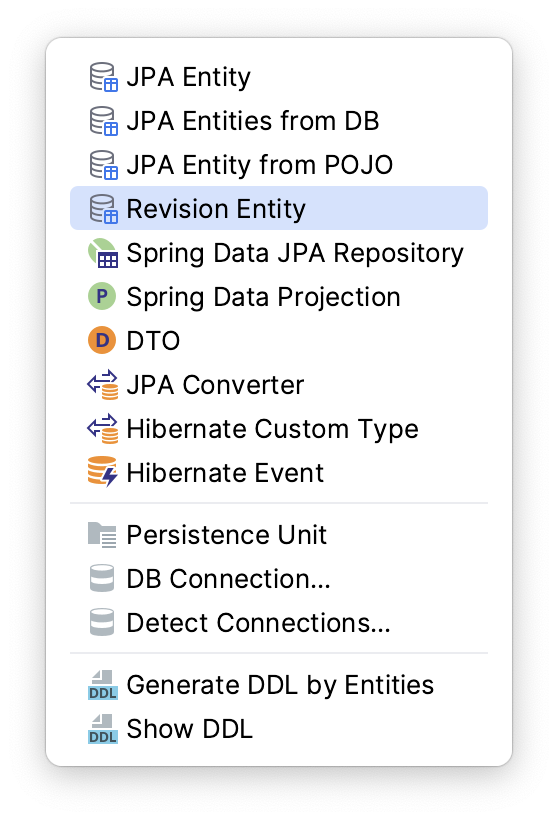 JPA Entity
JPA Entities from DB
JPA Entity from POJO
Revision Entity
Spring Data JPA Repository
P Spring Data Projection
D DTO
JPA Converter
Hibernate Custom Type
Hibernate Event
Persistence Unit
DB Connection...
Detect Connections...
DDL Generate DDL by Entities
DDL Show DDL